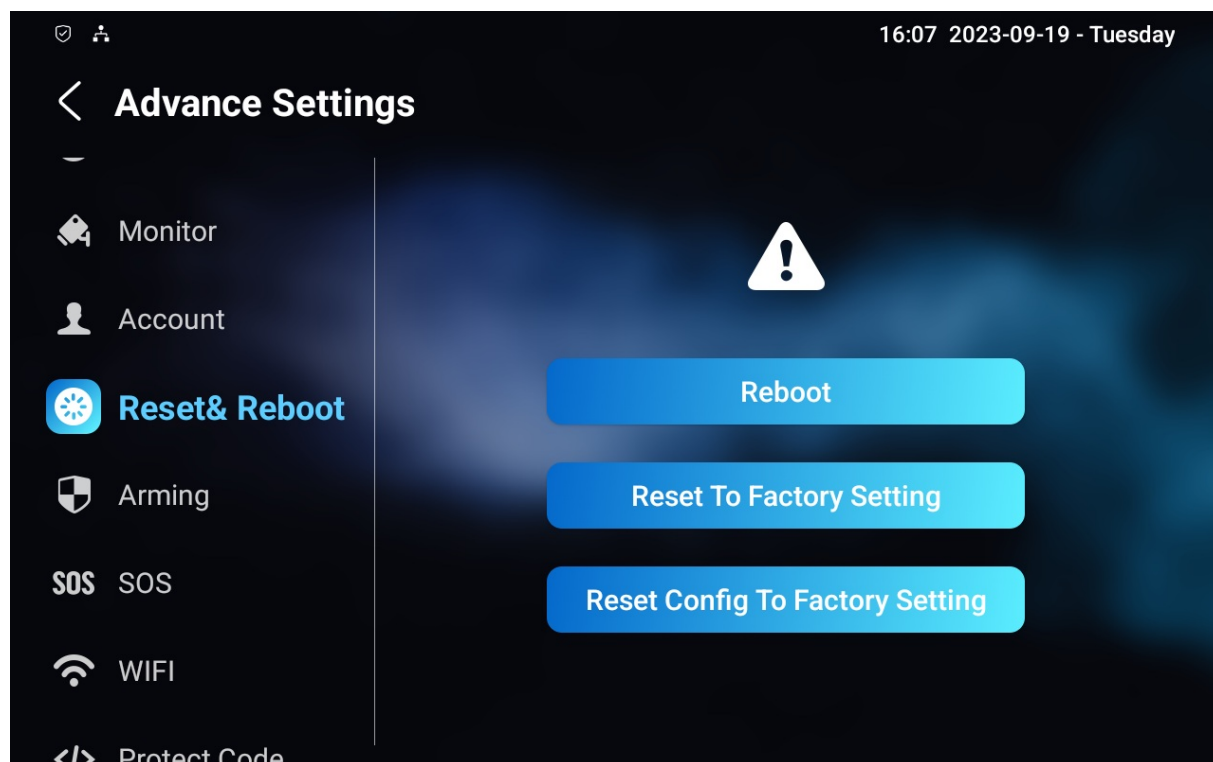 16:07 2023-09-19 - Tuesday
Advance Settings
Monitor
Account
Reset& Reboot
Arming
SOS SOS
WIFI
</> Protect Code
Reboot
Reset To Factory Setting
Reset Config To Factory Setting